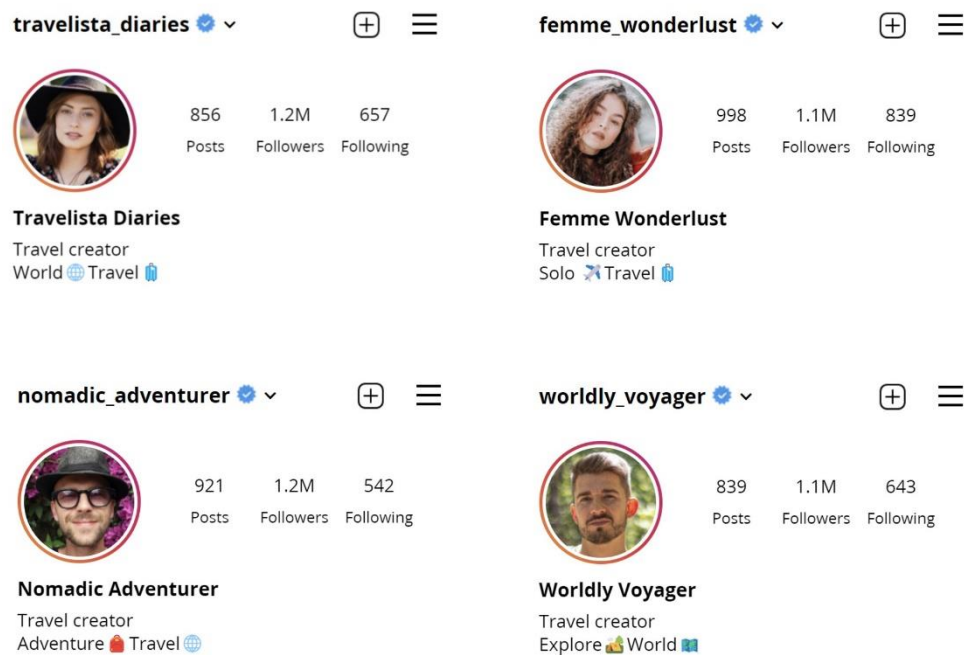 travelista_diaries
856 1.2M 657
Posts Followers Following
Travelista Diaries
Travel creator
World 🌐 Travel 🧳
femme_wonderlust
998 1.1M 839
Posts Followers Following
Femme Wonderlust
Travel creator
Solo ✈️ Travel 🧳
nomadic_adventurer
921 1.2M 542
Posts Followers Following
Nomadic Adventurer
Travel creator
Adventure 🎒 Travel 🌐
worldly_voyager
839 1.1M 643
Posts Followers Following
Worldly Voyager
Travel creator
Explore 🏕️ World 🗺️